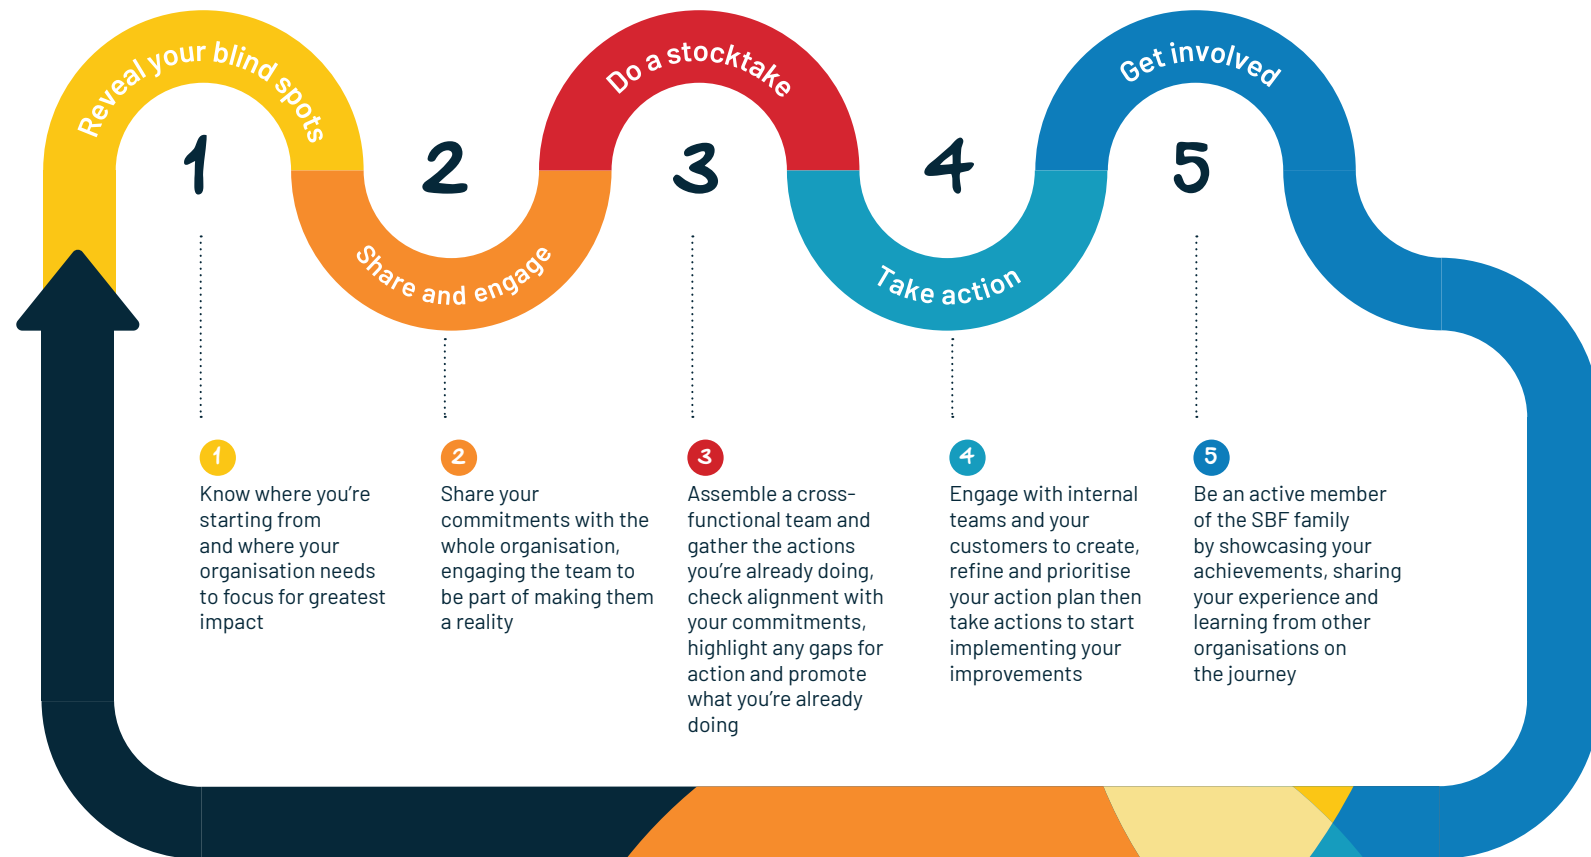 Reveal your blind spots
Share and engage
Do a stocktake
Take action
Get involved
1
2
3
4
5
1
Know where you're
starting from
and where your
organisation needs
to focus for greatest
impact
2
Share your
commitments with the
whole organisation,
engaging the team to
be part of making them
a reality
3
Assemble a cross-
functional team and
gather the actions
you're already doing,
check alignment with
your commitments,
highlight any gaps for
action and promote
what you're already
doing
4
Engage with internal
teams and your
customers to create,
refine and prioritise
your action plan then
take actions to start
implementing your
improvements
5
Be an active member
of the SBF family
by showcasing your
achievements, sharing
your experience and
learning from other
organisations on
the journey